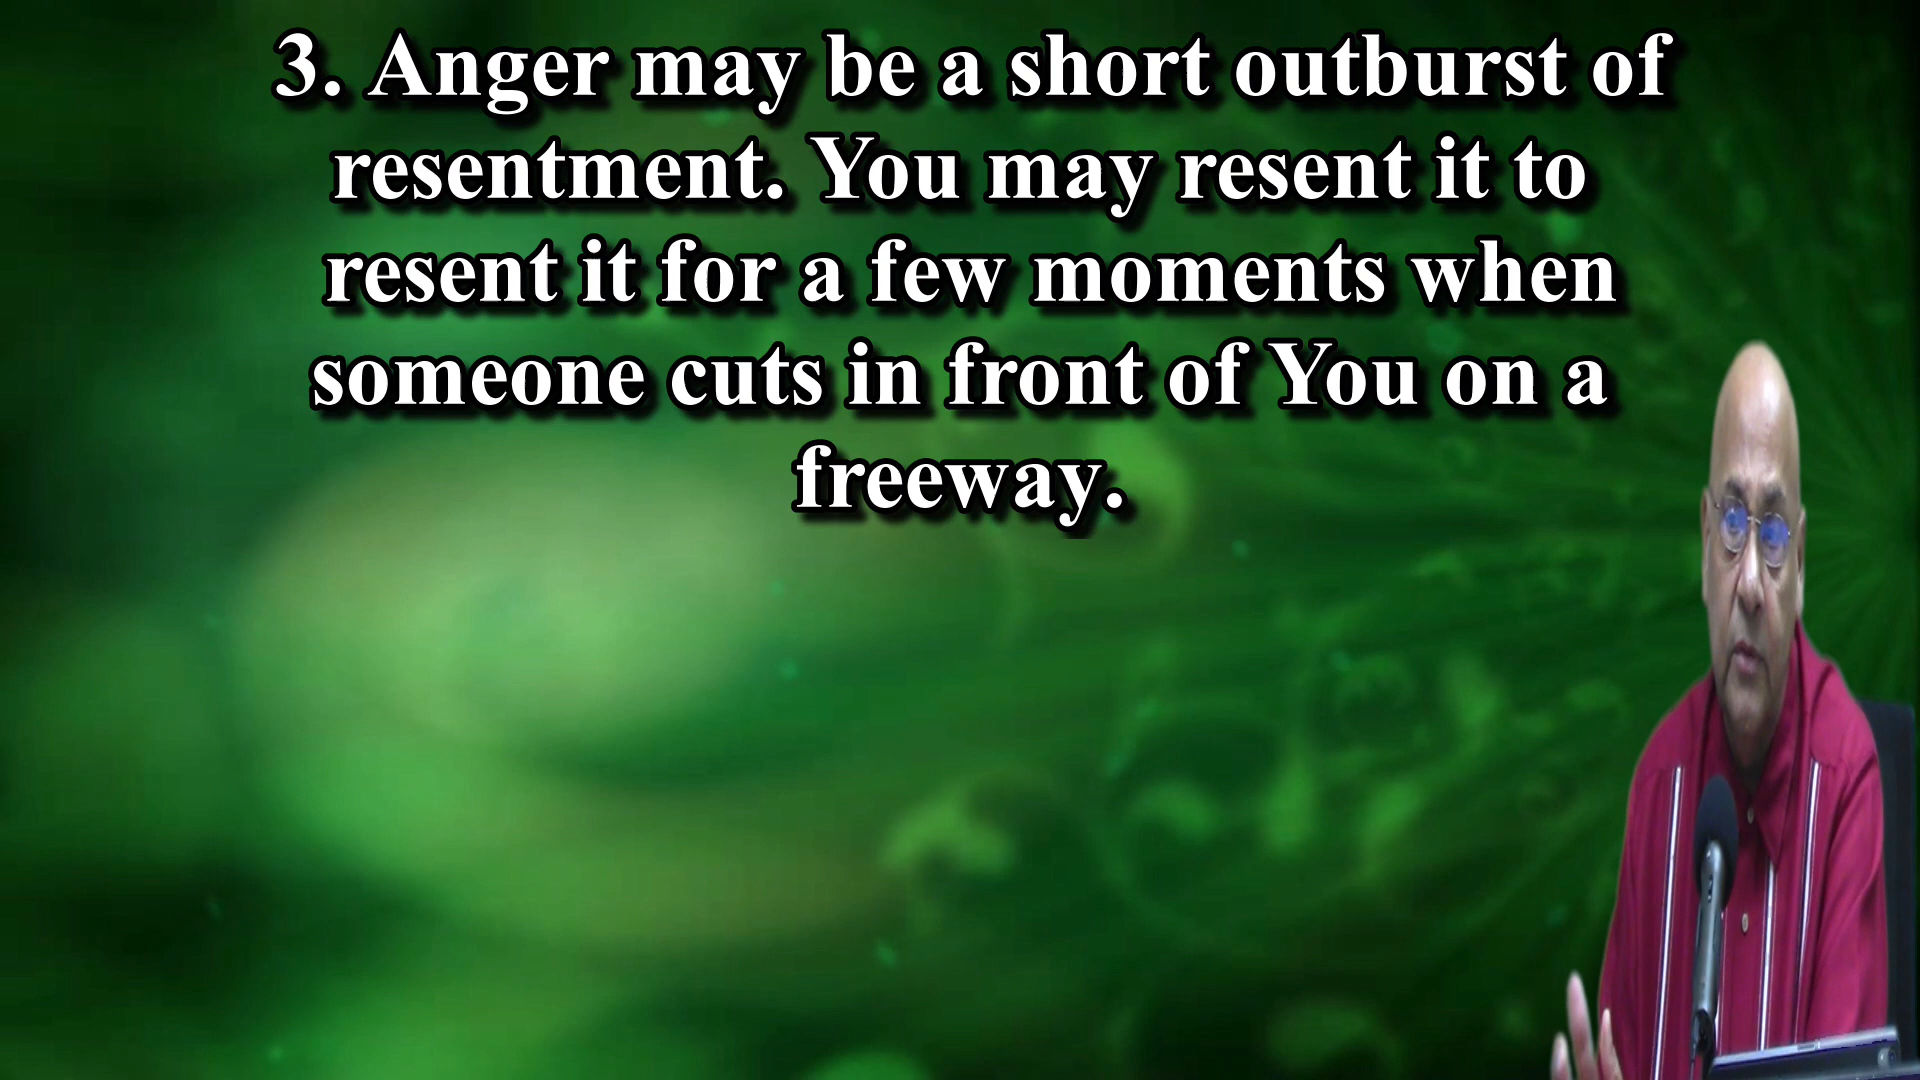 3. Anger may be a short outburst of
resentment. You may resent it to
resent it for a few moments when
someone cuts in front of You on a
freeway.